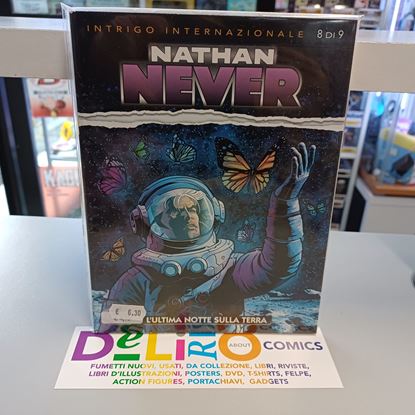 INTRIGO INTERNAZIONALE 8 DI 9
NATHAN
NEVER
€ 6,30
L'ULTIMA NOTTE SULLA TERRA
DELIRIO ABOUT COMICS
FUMETTI NUOVI, USATI, DA COLLEZIONE, LIBRI, RIVISTE,
LIBRI D'ILLUSTRAZIONI, POSTERS, DVD, T-SHIRTS, FELPE,
ACTION FIGURES, PORTACHIAVI, GADGETS